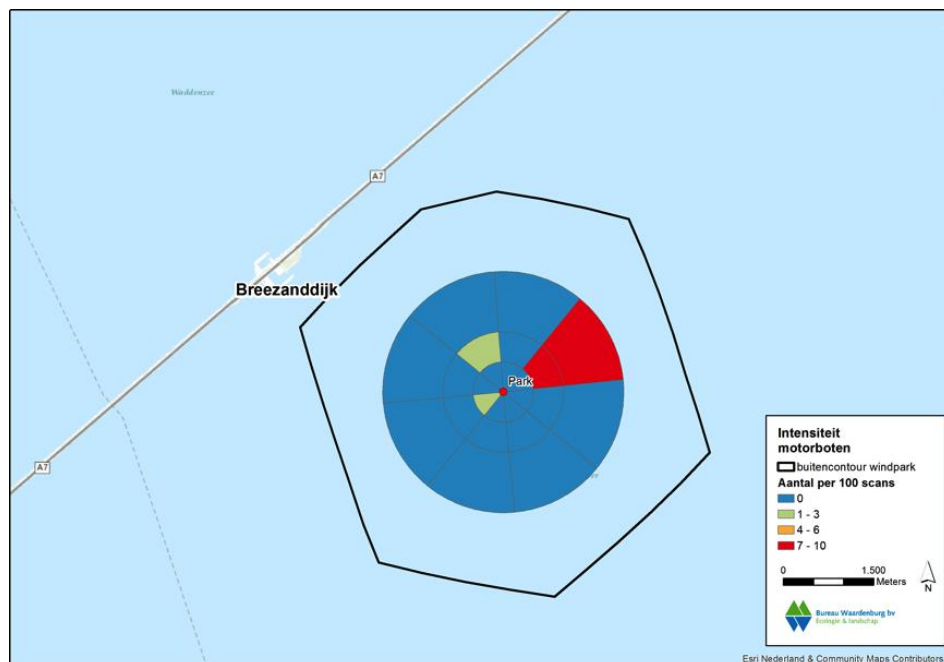 Waddenzee
A7
Breezanddijk
Park
A7
Intensiteit
motorboten
buitencontour windpark
Aantal per 100 scans
0
1 - 3
4 - 6
7 - 10
0 1.500
Meters
N
Bureau Waardenburg bv
Ecologie & landschap
Esri Nederland & Community Maps Contributors